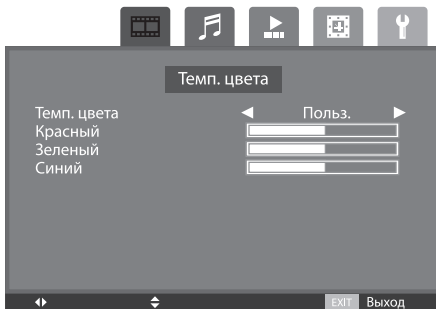 Темп. цвета
Темп. цвета Польз.
Красный
Зеленый
Синий
EXIT Выход